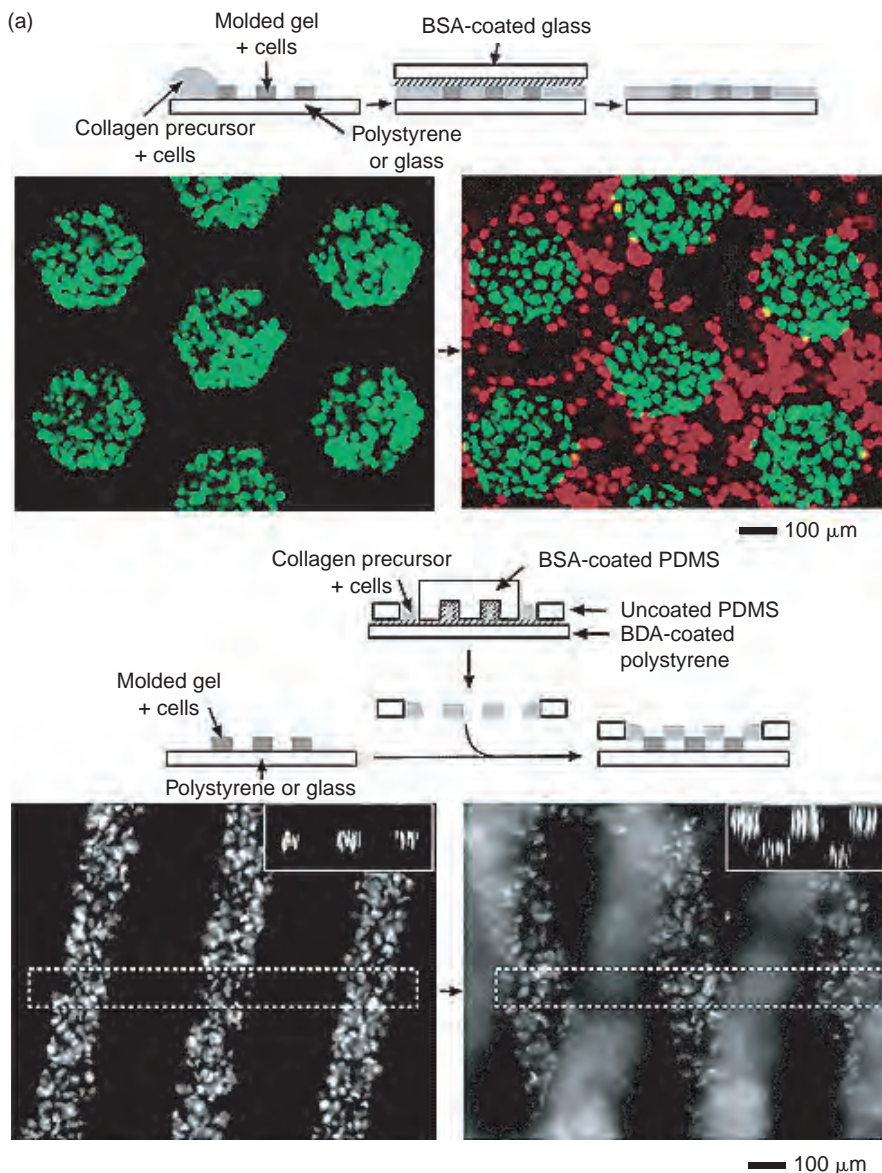 (a)
Molded gel
+ cells
BSA-coated glass
Collagen precursor
+ cells
Polystyrene
or glass
100 μm
Collagen precursor
+ cells
BSA-coated PDMS
Uncoated PDMS
BDA-coated
polystyrene
Molded gel
+ cells
Polystyrene or glass
100 μm